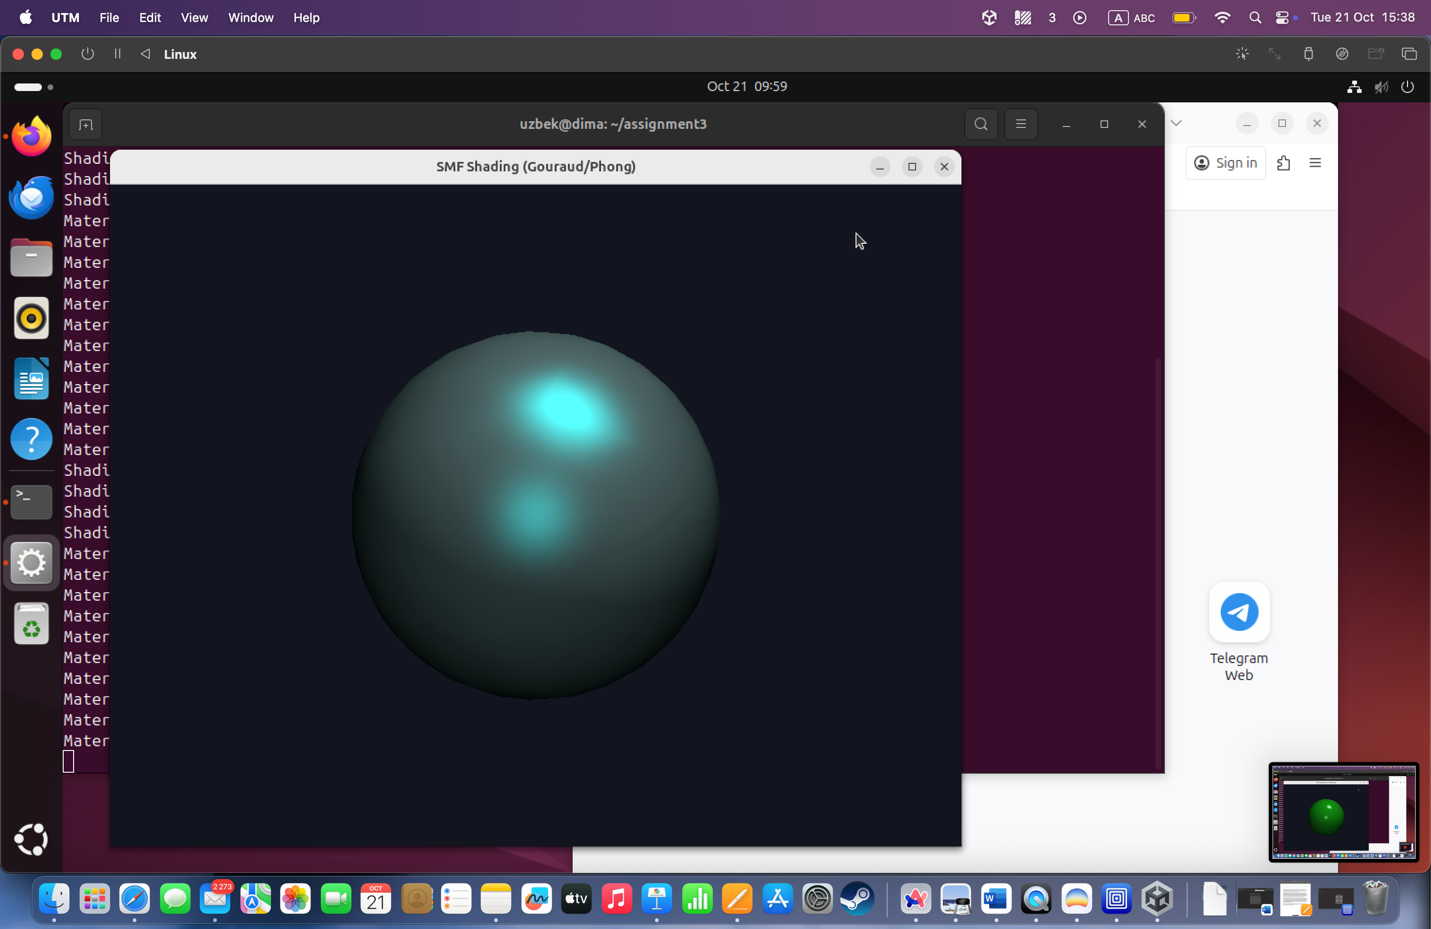 UTM File Edit View Window Help 3 A ABC Tue 21 Oct 15:38
Linux
Oct 21 09:59
uzbek@dima: ~/assignment3
SMF Shading (Gouraud/Phong)
Sign in
Shadi
Shadi
Shadi
Mater
Mater
Mater
Mater
Mater
Mater
Mater
Mater
Mater
Mater
Mater
Mater
Shadi
Shadi
Shadi
Shadi
Mater
Mater
Mater
Mater
Mater
Mater
Mater
Mater
Mater
Mater
Telegram
Web
2 273
OCT
21
tv
W